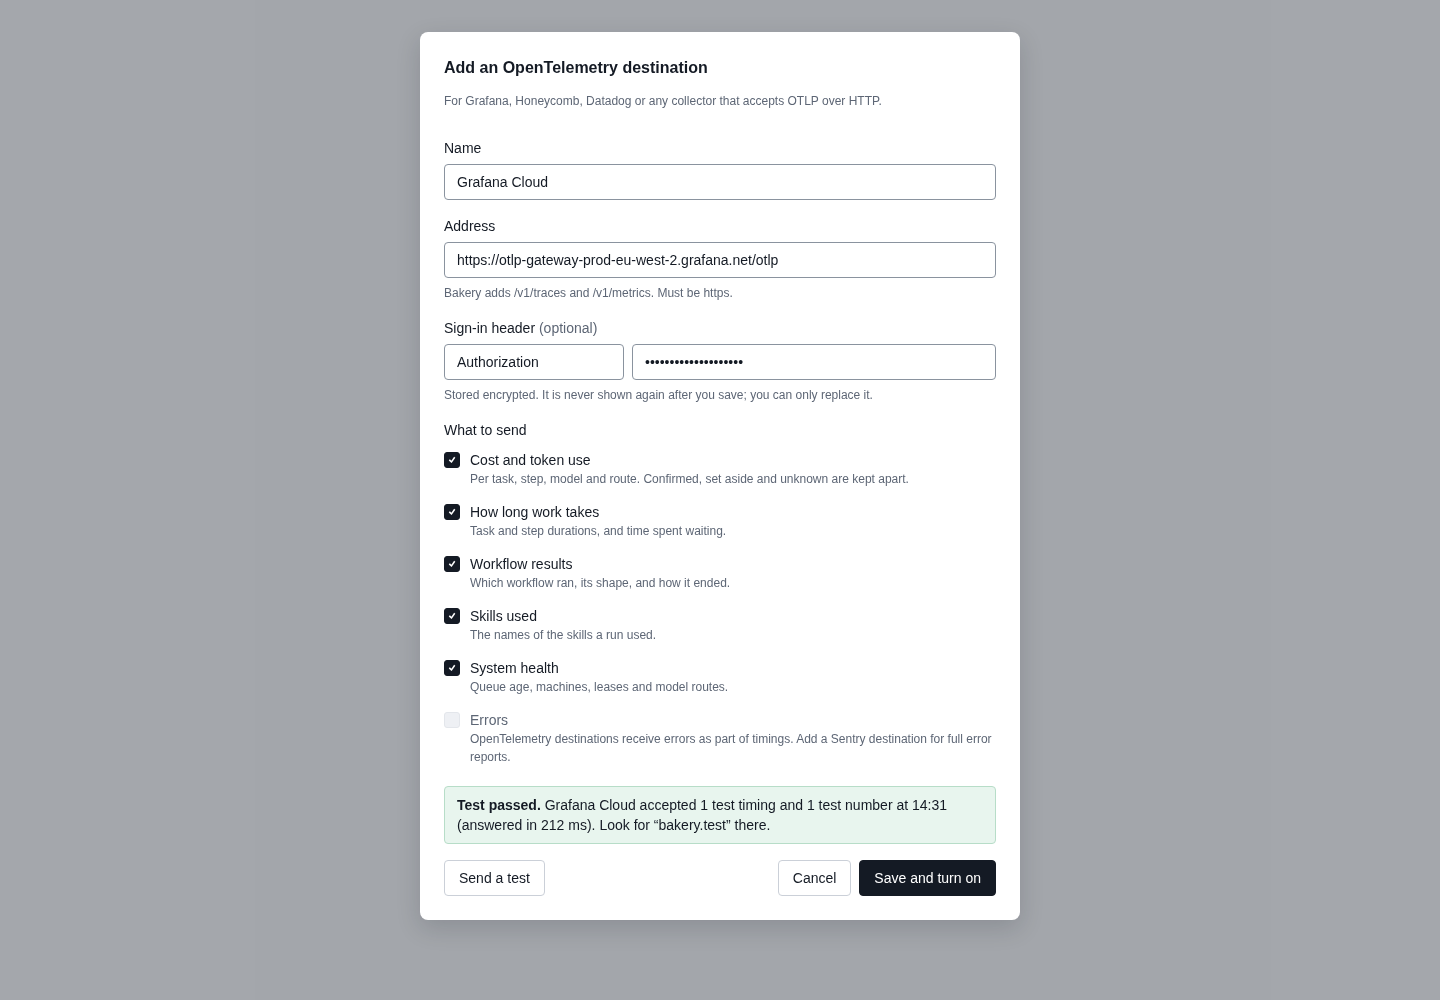 Add an OpenTelemetry destination
For Grafana, Honeycomb, Datadog or any collector that accepts OTLP over HTTP.
Name
Grafana Cloud
Address
https://otlp-gateway-prod-eu-west-2.grafana.net/otlp
Bakery adds /v1/traces and /v1/metrics. Must be https.
Sign-in header (optional)
Authorization ••••••••••••••••••••
Stored encrypted. It is never shown again after you save; you can only replace it.
What to send
Cost and token use
Per task, step, model and route. Confirmed, set aside and unknown are kept apart.
How long work takes
Task and step durations, and time spent waiting.
Workflow results
Which workflow ran, its shape, and how it ended.
Skills used
The names of the skills a run used.
System health
Queue age, machines, leases and model routes.
Errors
OpenTelemetry destinations receive errors as part of timings. Add a Sentry destination for full error
reports.
Test passed. Grafana Cloud accepted 1 test timing and 1 test number at 14:31
(answered in 212 ms). Look for “bakery.test” there.
Send a test Cancel Save and turn on